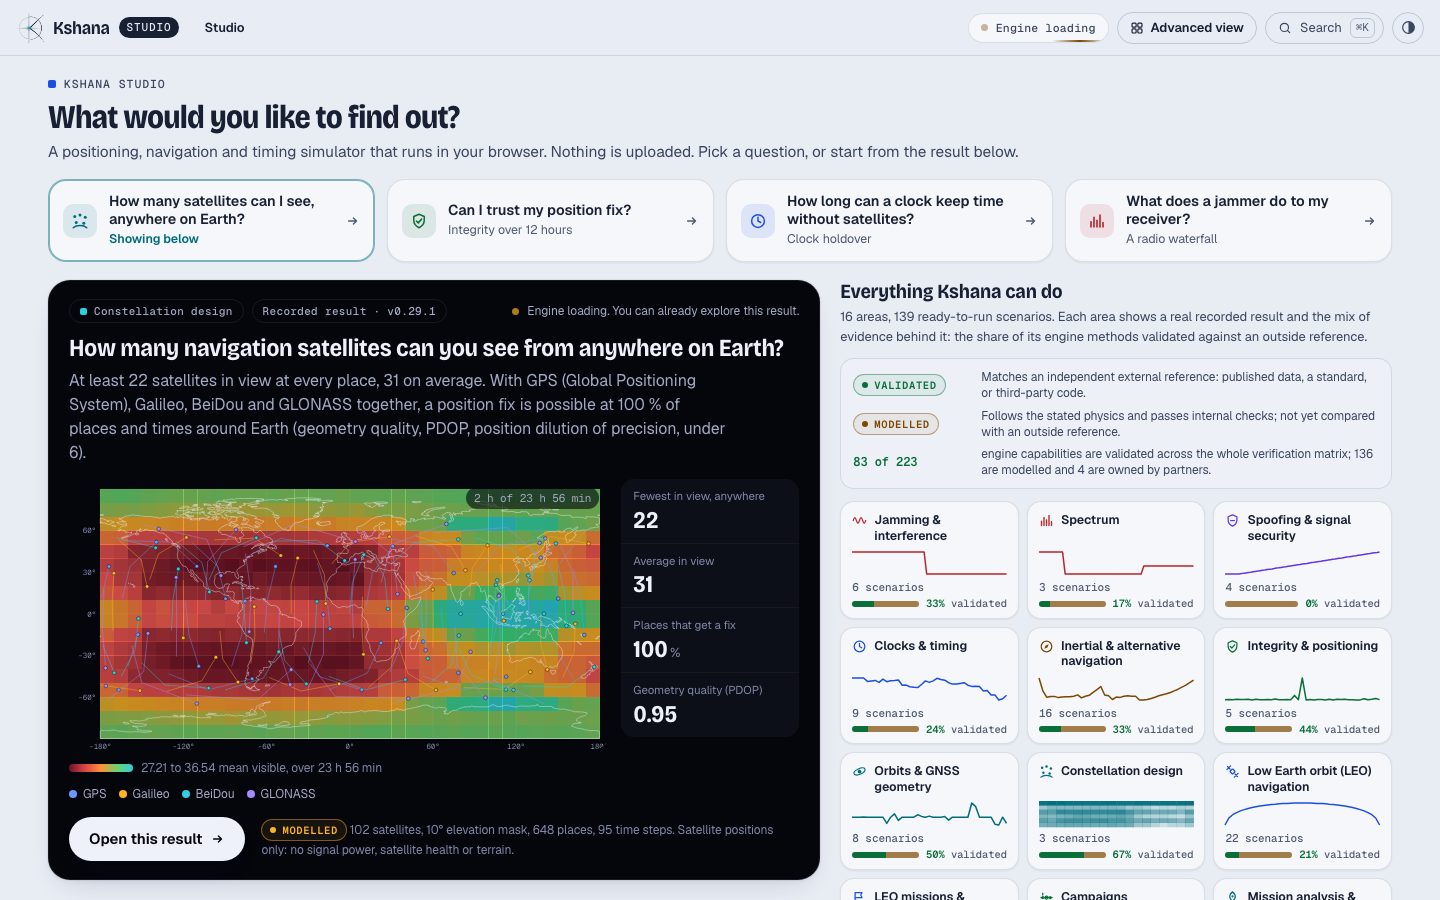 Kshana STUDIO Studio Engine loading Advanced view Search ⌘K
KSHANA STUDIO
What would you like to find out?
A positioning, navigation and timing simulator that runs in your browser. Nothing is uploaded. Pick a question, or start from the result below.
How many satellites can I see,
anywhere on Earth?
Showing below
Can I trust my position fix?
Integrity over 12 hours
How long can a clock keep time
without satellites?
Clock holdover
What does a jammer do to my
receiver?
A radio waterfall
Constellation design
Recorded result · v0.29.1
Engine loading. You can already explore this result.
How many navigation satellites can you see from anywhere on Earth?
At least 22 satellites in view at every place, 31 on average. With GPS (Global Positioning
System), Galileo, BeiDou and GLONASS together, a position fix is possible at 100 % of
places and times around Earth (geometry quality, PDOP, position dilution of precision, under
6).
2 h of 23 h 56 min
60°
30°
0°
-30°
-60°
-180° -120° -60° 0° 60° 120° 180°
Fewest in view, anywhere
22
Average in view
31
Places that get a fix
100 %
Geometry quality (PDOP)
0.95
27.21 to 36.54 mean visible, over 23 h 56 min
GPS Galileo BeiDou GLONASS
Open this result →
MODELLED 102 satellites, 10° elevation mask, 648 places, 95 time steps. Satellite positions
only: no signal power, satellite health or terrain.
Everything Kshana can do
16 areas, 139 ready-to-run scenarios. Each area shows a real recorded result and the mix of
evidence behind it: the share of its engine methods validated against an outside reference.
VALIDATED
Matches an independent external reference: published data, a standard,
or third-party code.
MODELLED
Follows the stated physics and passes internal checks; not yet compared
with an outside reference.
83 of 223
engine capabilities are validated across the whole verification matrix; 136
are modelled and 4 are owned by partners.
Jamming &
interference
6 scenarios
33% validated
Spectrum
3 scenarios
17% validated
Spoofing & signal
security
4 scenarios
0% validated
Clocks & timing
9 scenarios
24% validated
Inertial & alternative
navigation
16 scenarios
33% validated
Integrity & positioning
5 scenarios
44% validated
Orbits & GNSS
geometry
8 scenarios
50% validated
Constellation design
3 scenarios
67% validated
Low Earth orbit (LEO)
navigation
22 scenarios
21% validated
LEO missions &
Campaigns
Mission analysis &